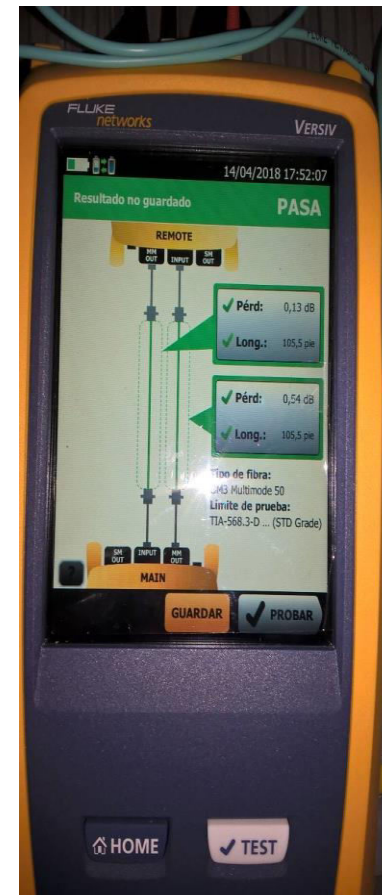 FLUKE
networks
VERSIV
14/04/2018 17:52:07
Resultado no guardado
PASA
REMOTE
MM
OUT
INPUT
SM
OUT
Pérd: 0,13 dB
Long.: 105,5 pie
Pérd: 0,54 dB
Long.: 105,5 pie
Tipo de fibra:
OM3 Multimode 50
Límite de prueba:
TIA-568.3-D ... (STD Grade)
SM
OUT
INPUT
MM
OUT
MAIN
?
GUARDAR
PROBAR
HOME
TEST